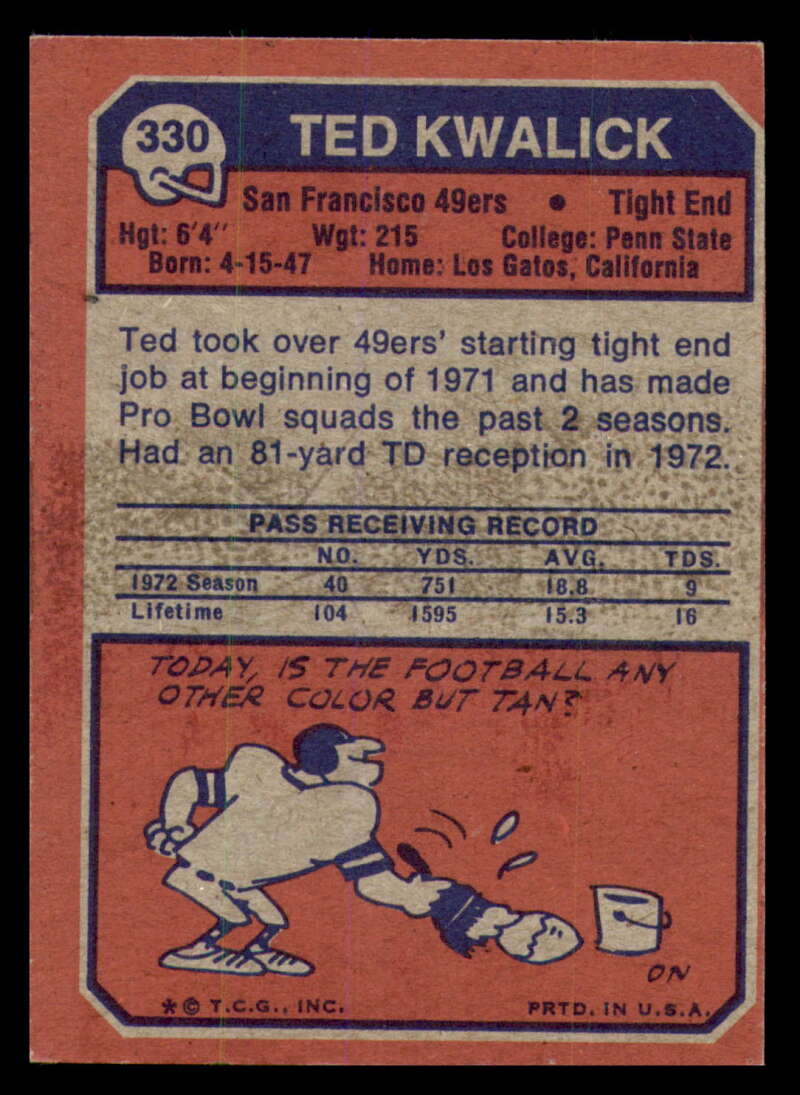 330 TED KWALICK
San Francisco 49ers • Tight End
Hgt: 6'4" Wgt: 215 College: Penn State
Born: 4-15-47 Home: Los Gatos, California
Ted took over 49ers' starting tight end
job at beginning of 1971 and has made
Pro Bowl squads the past 2 seasons.
Had an 81-yard TD reception in 1972.
PASS RECEIVING RECORD
NO. YDS. AVG. TDS.
1972 Season 40 751 18.8 9
Lifetime 104 1595 15.3 16
TODAY, IS THE FOOTBALL ANY
OTHER COLOR BUT TAN?
ON
* © T.C.G., INC. PRTD. IN U.S.A.